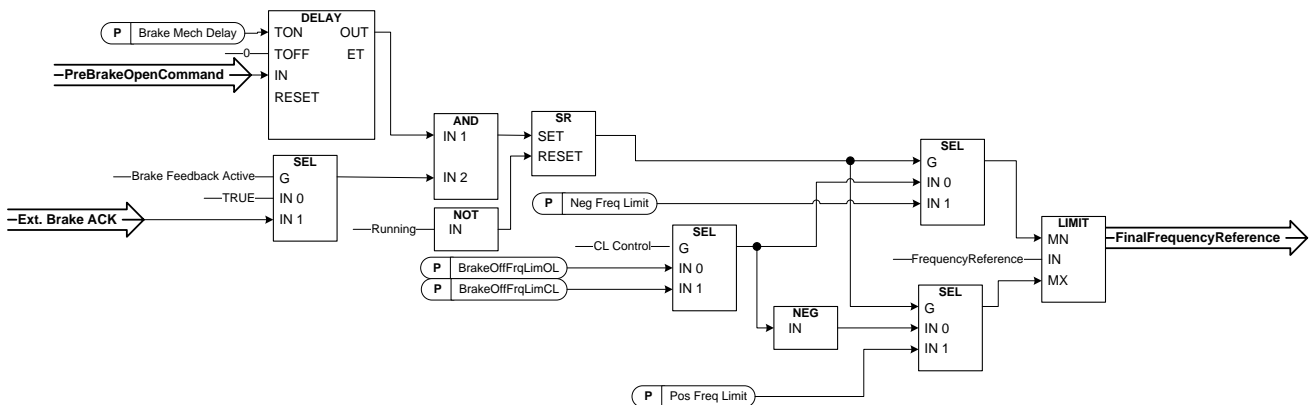 DELAY
P Brake Mech Delay
TON OUT
0 TOFF ET
PreBrakeOpenCommand
IN
RESET
AND
IN 1
IN 2
SR
SET
RESET
SEL
Brake Feedback Active
G
TRUE
IN 0
Ext. Brake ACK
IN 1
NOT
Running
IN
P Neg Freq Limit
SEL
CL Control
G
P BrakeOffFrqLimOL
IN 0
P BrakeOffFrqLimCL
IN 1
SEL
G
IN 0
IN 1
NEG
IN
SEL
G
IN 0
IN 1
P Pos Freq Limit
LIMIT
MN
FrequencyReference
IN
MX
FinalFrequencyReference